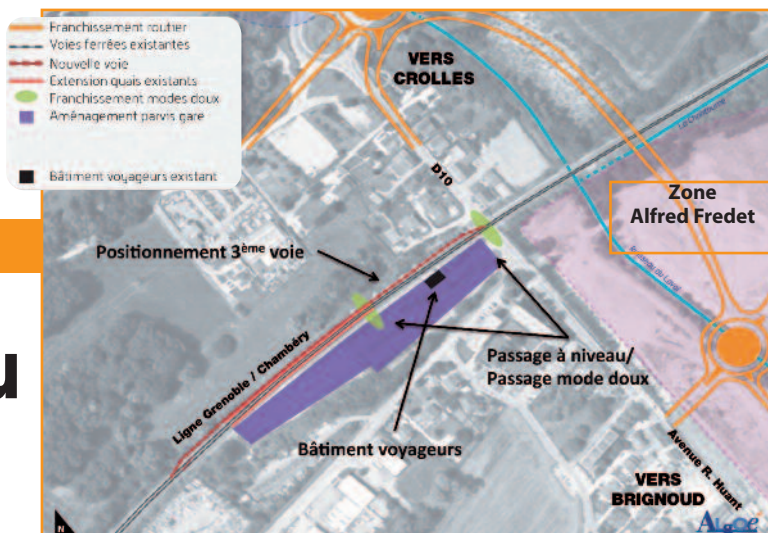 Franchissement routier
Voies ferrées existantes
Nouvelle voie
Extension quais existants
Franchissement modes doux
Aménagement parvis gare
Bâtiment voyageurs existant
VERS
CROLLES
D10
Zone
Alfred Fredet
Positionnement 3ème voie
Ligne Grenoble / Chambéry
u
Passage à niveau/
Passage mode doux
Bâtiment voyageurs
Avenue R. Huant
VERS
BRIGNOUD
N